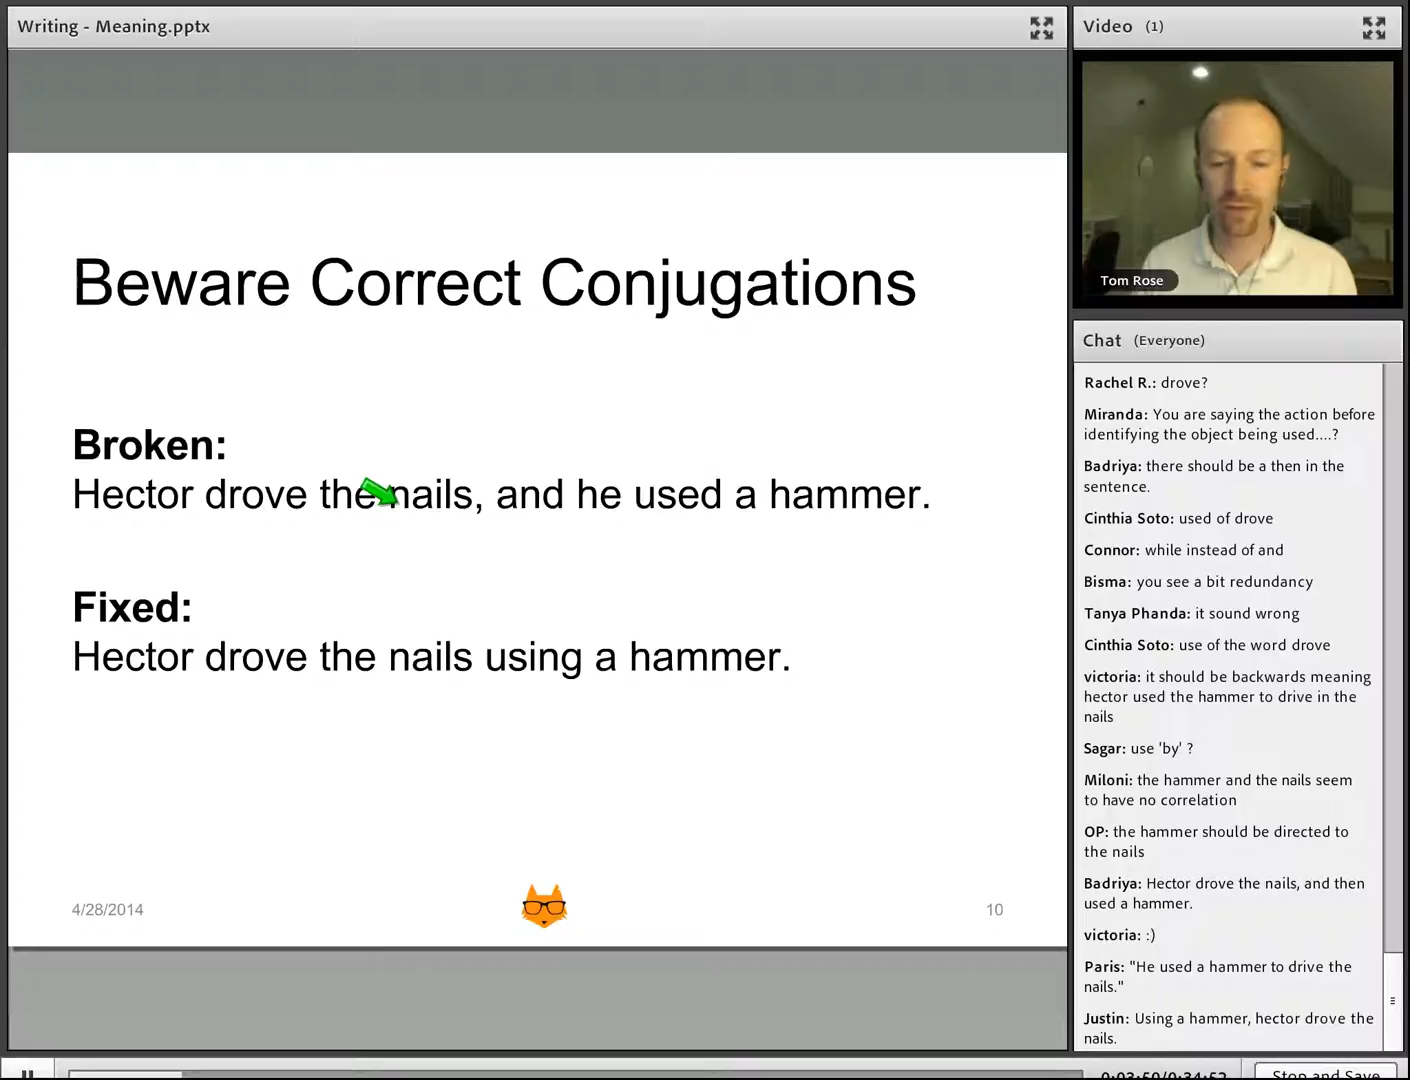 Writing - Meaning.pptx
Beware Correct Conjugations
Broken:
Hector drove the nails, and he used a hammer.
Fixed:
Hector drove the nails using a hammer.
4/28/2014
10
Video (1)
Tom Rose
Chat (Everyone)
Rachel R.: drove?
Miranda: You are saying the action before
identifying the object being used....?
Badriya: there should be a then in the
sentence.
Cinthia Soto: used of drove
Connor: while instead of and
Bisma: you see a bit redundancy
Tanya Phanda: it sound wrong
Cinthia Soto: use of the word drove
victoria: it should be backwards meaning
hector used the hammer to drive in the
nails
Sagar: use 'by' ?
Miloni: the hammer and the nails seem
to have no correlation
OP: the hammer should be directed to
the nails
Badriya: Hector drove the nails, and then
used a hammer.
victoria: :)
Paris: "He used a hammer to drive the
nails."
Justin: Using a hammer, hector drove the
nails.
0:03:50/0:34:52
Stop and Save